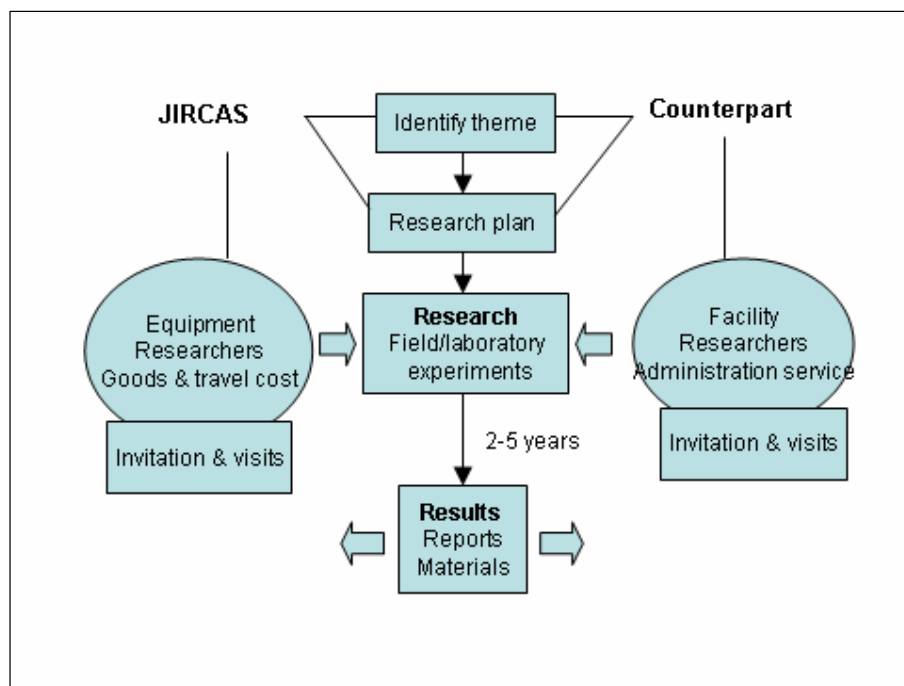 JIRCAS
Counterpart
Identify theme
Research plan
Equipment
Researchers
Goods & travel cost
Invitation & visits
Research
Field/laboratory
experiments
Facility
Researchers
Administration service
Invitation & visits
2-5 years
Results
Reports
Materials